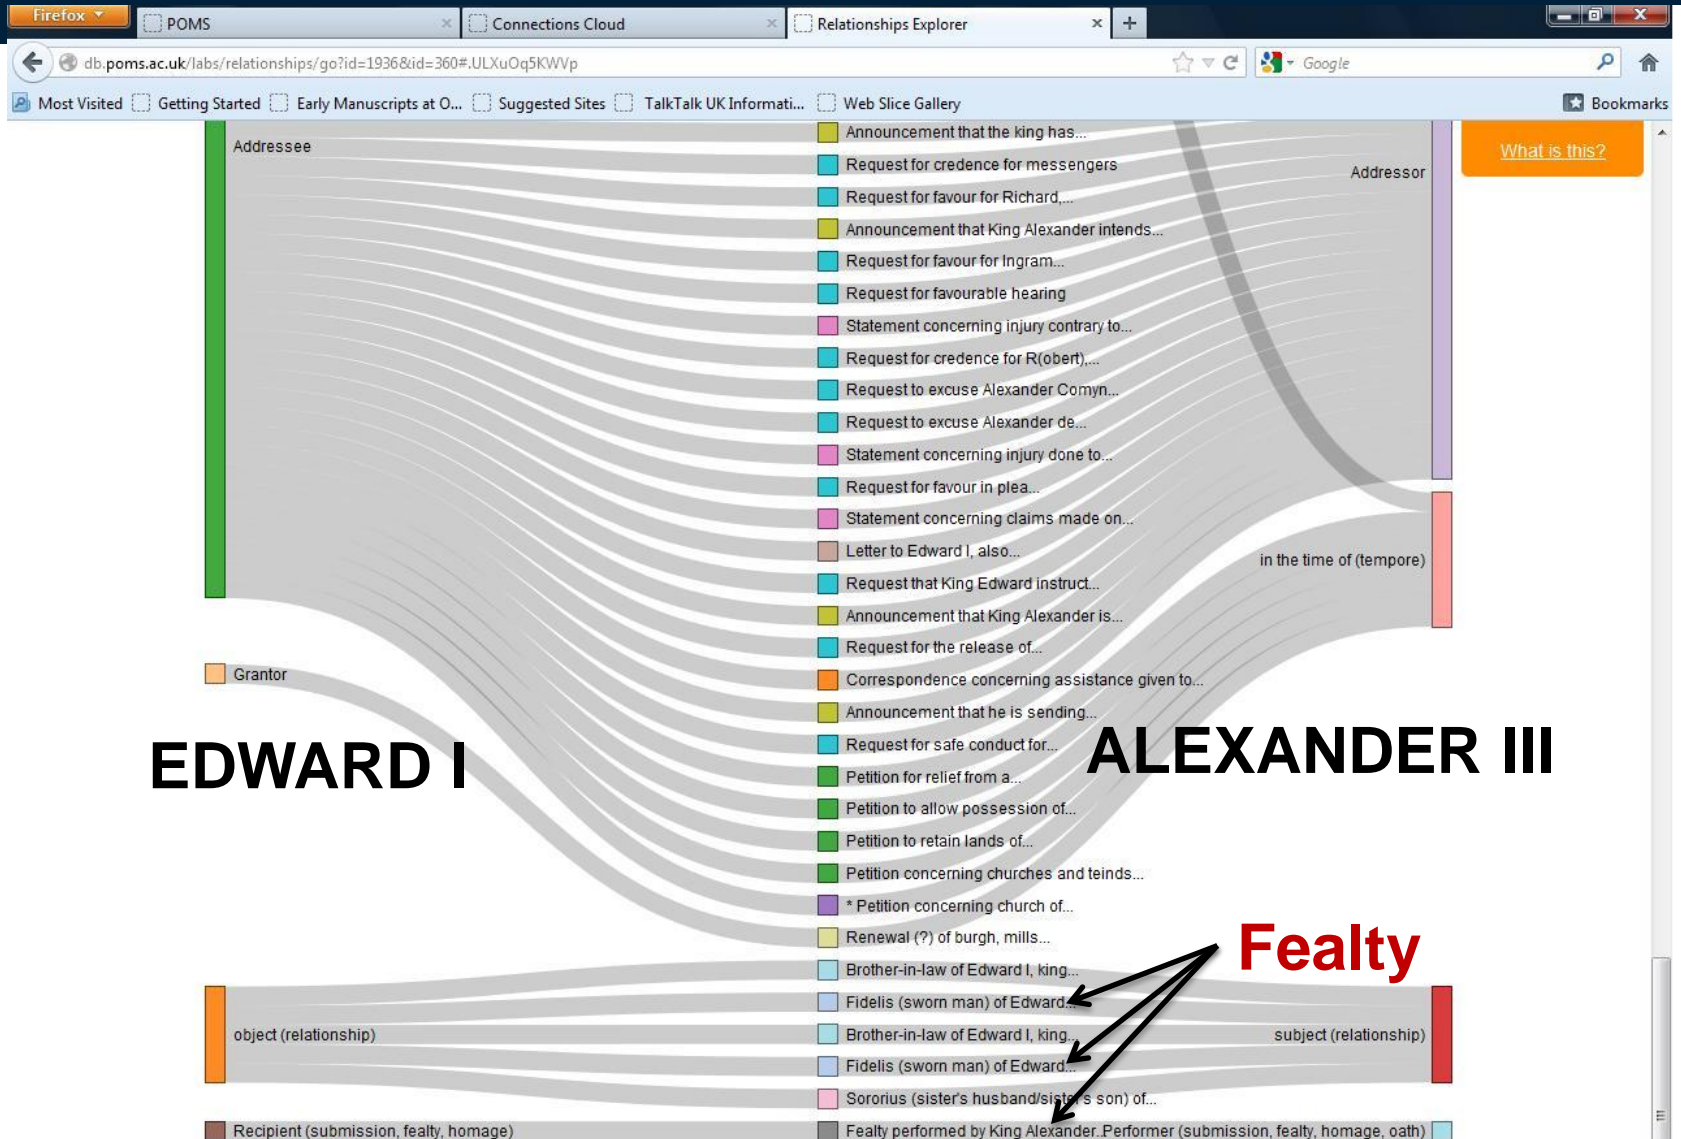 Firefox
POMS
Connections Cloud
Relationships Explorer
db.poms.ac.uk/labs/relationships/go?id=1936&id=360#.ULXuOq5KWVp
Google
Most Visited
Getting Started
Early Manuscripts at O...
Suggested Sites
TalkTalk UK Informati...
Web Slice Gallery
Bookmarks
What is this?
Addressee
Addressor
Announcement that the king has...
Request for credence for messengers
Request for favour for Richard,...
Announcement that King Alexander intends...
Request for favour for Ingram...
Request for favourable hearing
Statement concerning injury contrary to...
Request for credence for R(obert),...
Request to excuse Alexander Comyn...
Request to excuse Alexander de...
Statement concerning injury done to...
Request for favour in plea...
Statement concerning claims made on...
Letter to Edward I, also...
in the time of (tempore)
Request that King Edward instruct...
Announcement that King Alexander is...
Request for the release of...
Grantor
Correspondence concerning assistance given to...
Announcement that he is sending...
Request for safe conduct for...
EDWARD I
ALEXANDER III
Petition for relief from a...
Petition to allow possession of...
Petition to retain lands of...
Petition concerning churches and teinds...
* Petition concerning church of...
Renewal (?) of burgh, mills...
Fealty
Brother-in-law of Edward I, king...
Fidelis (sworn man) of Edward...
object (relationship)
Brother-in-law of Edward I, king...
subject (relationship)
Fidelis (sworn man) of Edward...
Sororius (sister's husband/sister's son) of...
Recipient (submission, fealty, homage)
Fealty performed by King Alexander..
Performer (submission, fealty, homage, oath)